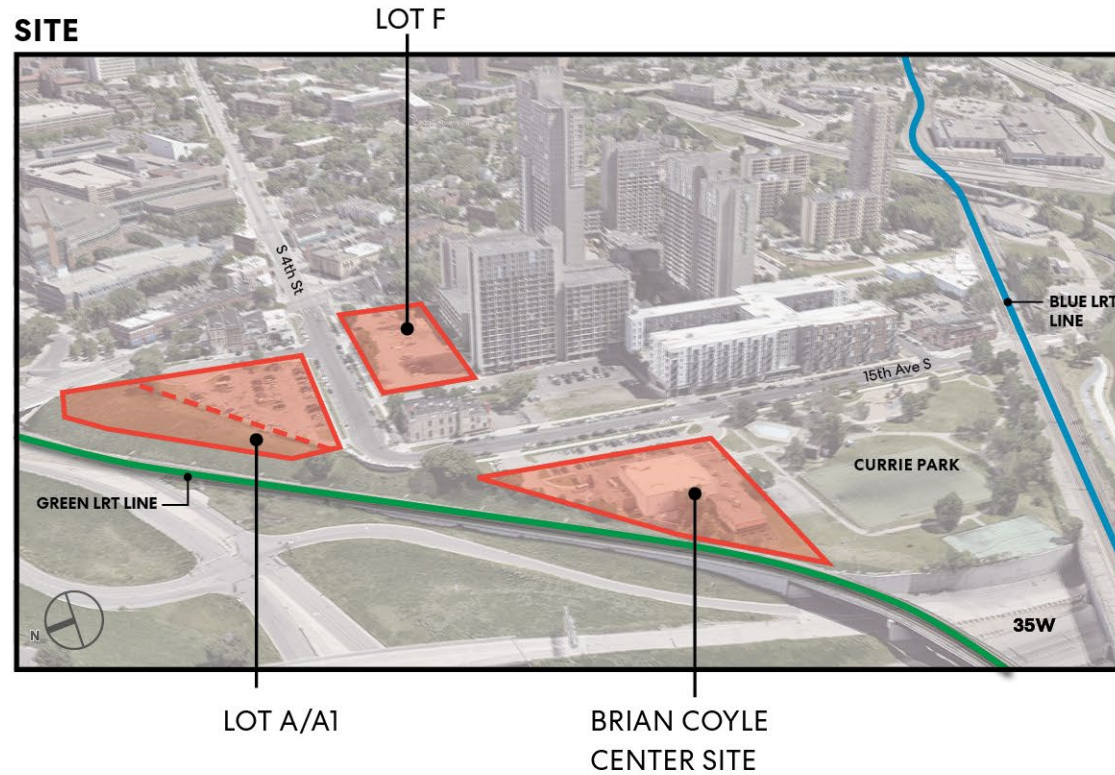 SITE
LOT F
S 4th St
BLUE LRT
LINE
15th Ave S
CURRIE PARK
GREEN LRT LINE
N
35W
LOT A/A1
BRIAN COYLE
CENTER SITE